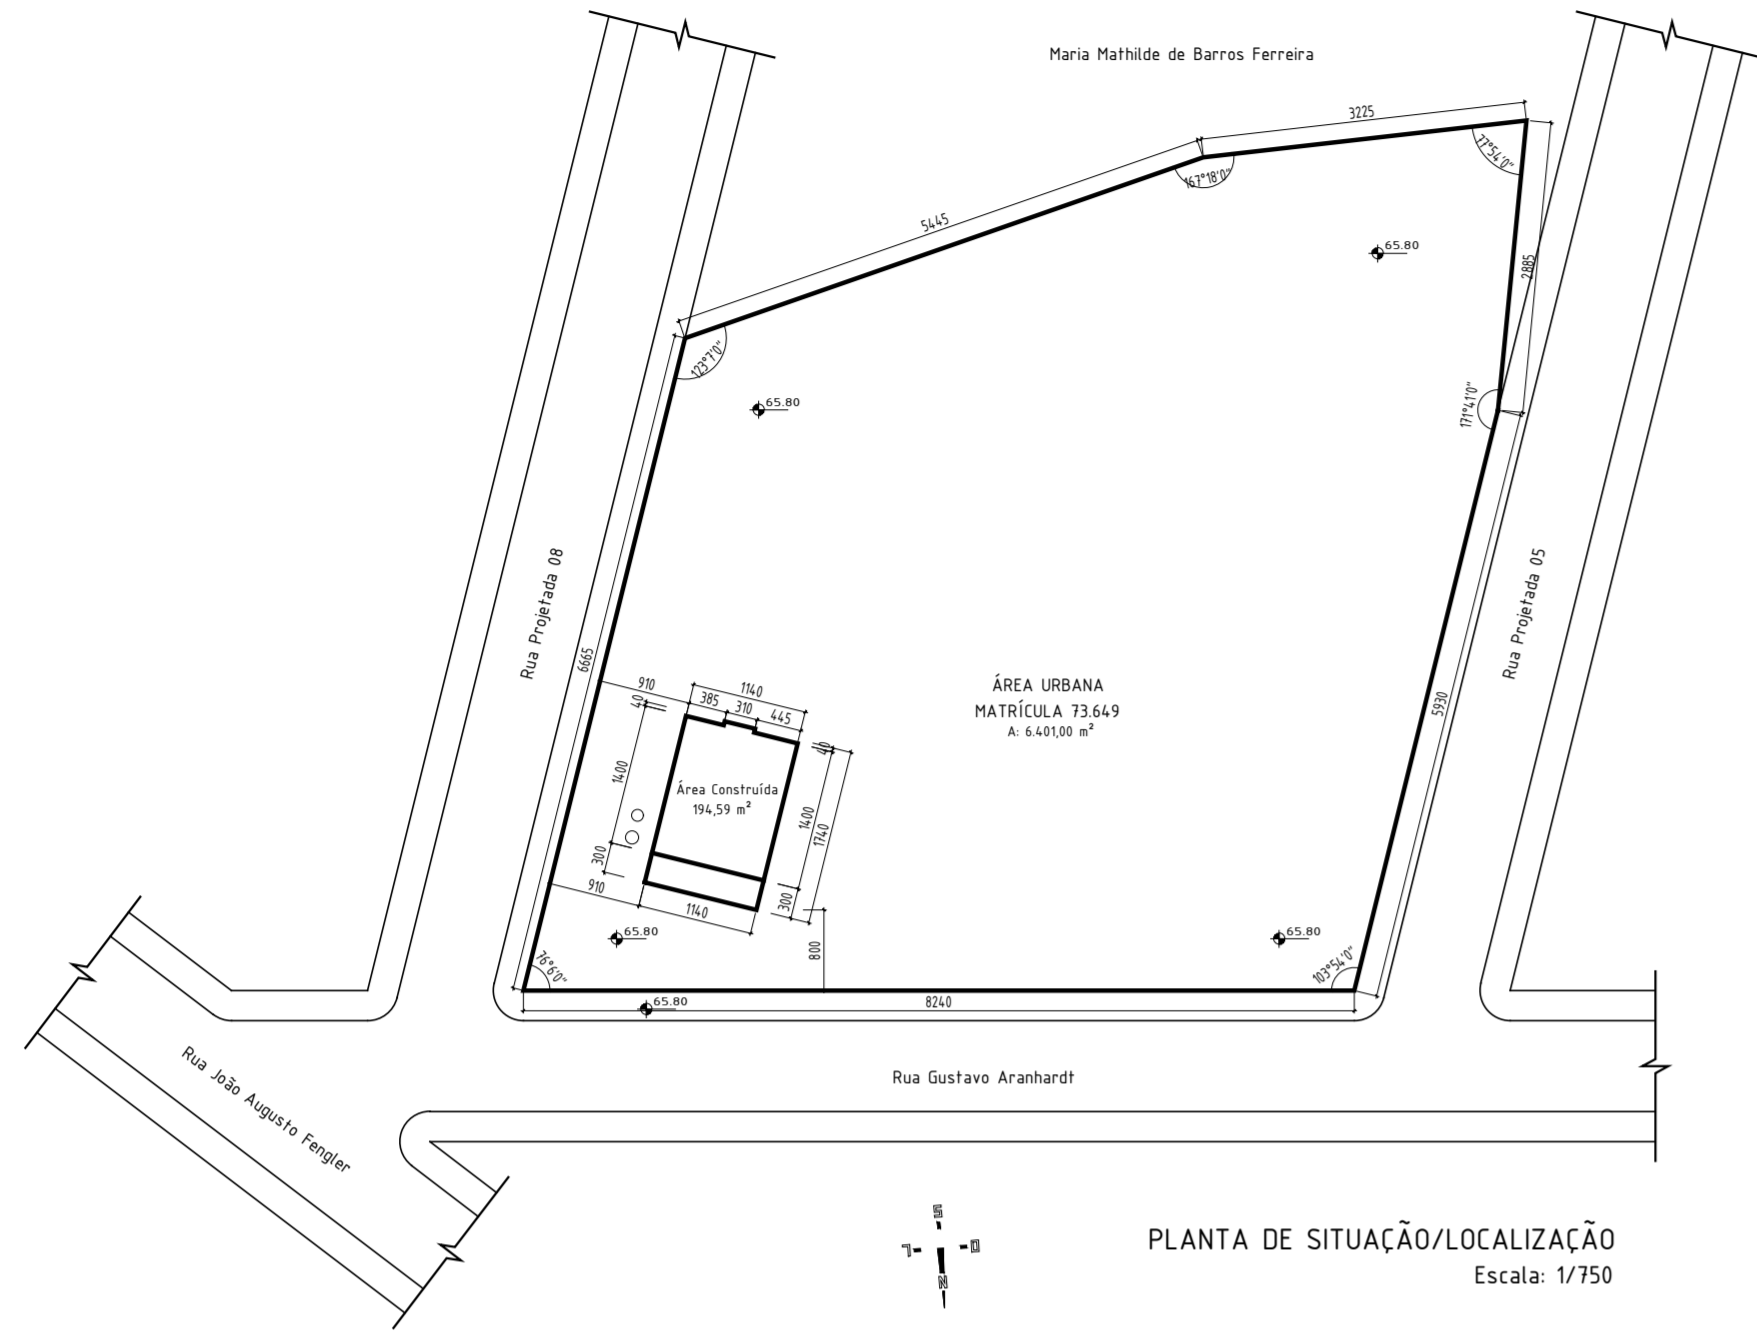 Maria Mathilde de Barros Ferreira
3225
77°54'0"
167°18'0"
5445
65.80
2885
123°7'0"
65.80
171°41'0"
Rua Projetada 08
Rua Projetada 05
6665
5930
ÁREA URBANA
MATRÍCULA 73.649
A: 6.401,00 m²
910
1140
385
310
445
40
40
1400
Área Construída
194,59 m²
1400
1740
300
910
1140
300
800
65.80
65.80
76°6'0"
103°54'0"
65.80
8240
Rua João Augusto Fengler
Rua Gustavo Aranhardt
S
L
O
N
PLANTA DE SITUAÇÃO/LOCALIZAÇÃO
Escala: 1/750